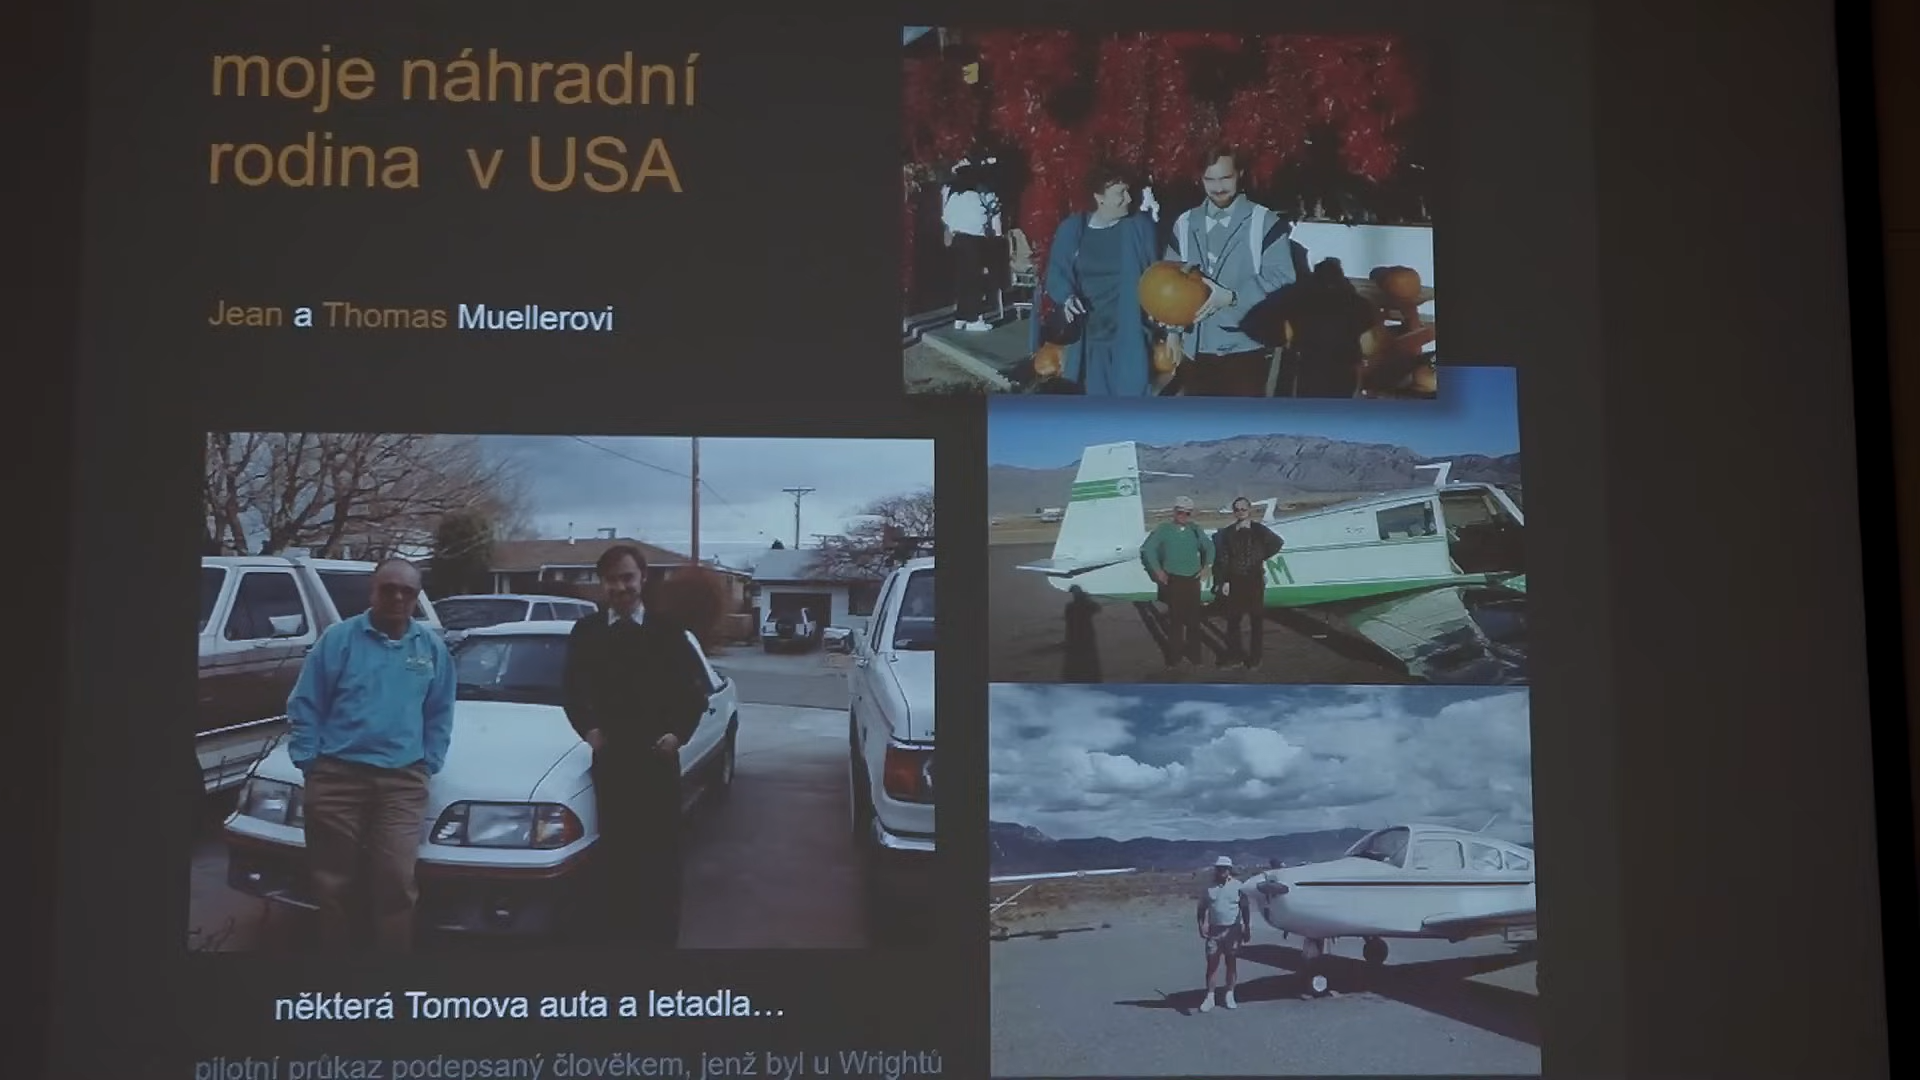 moje náhradní
rodina v USA
Jean a Thomas Muellerovi
některá Tomova auta a letadla...
pilotní průkaz podepsaný člověkem, jenž byl u Wrightů